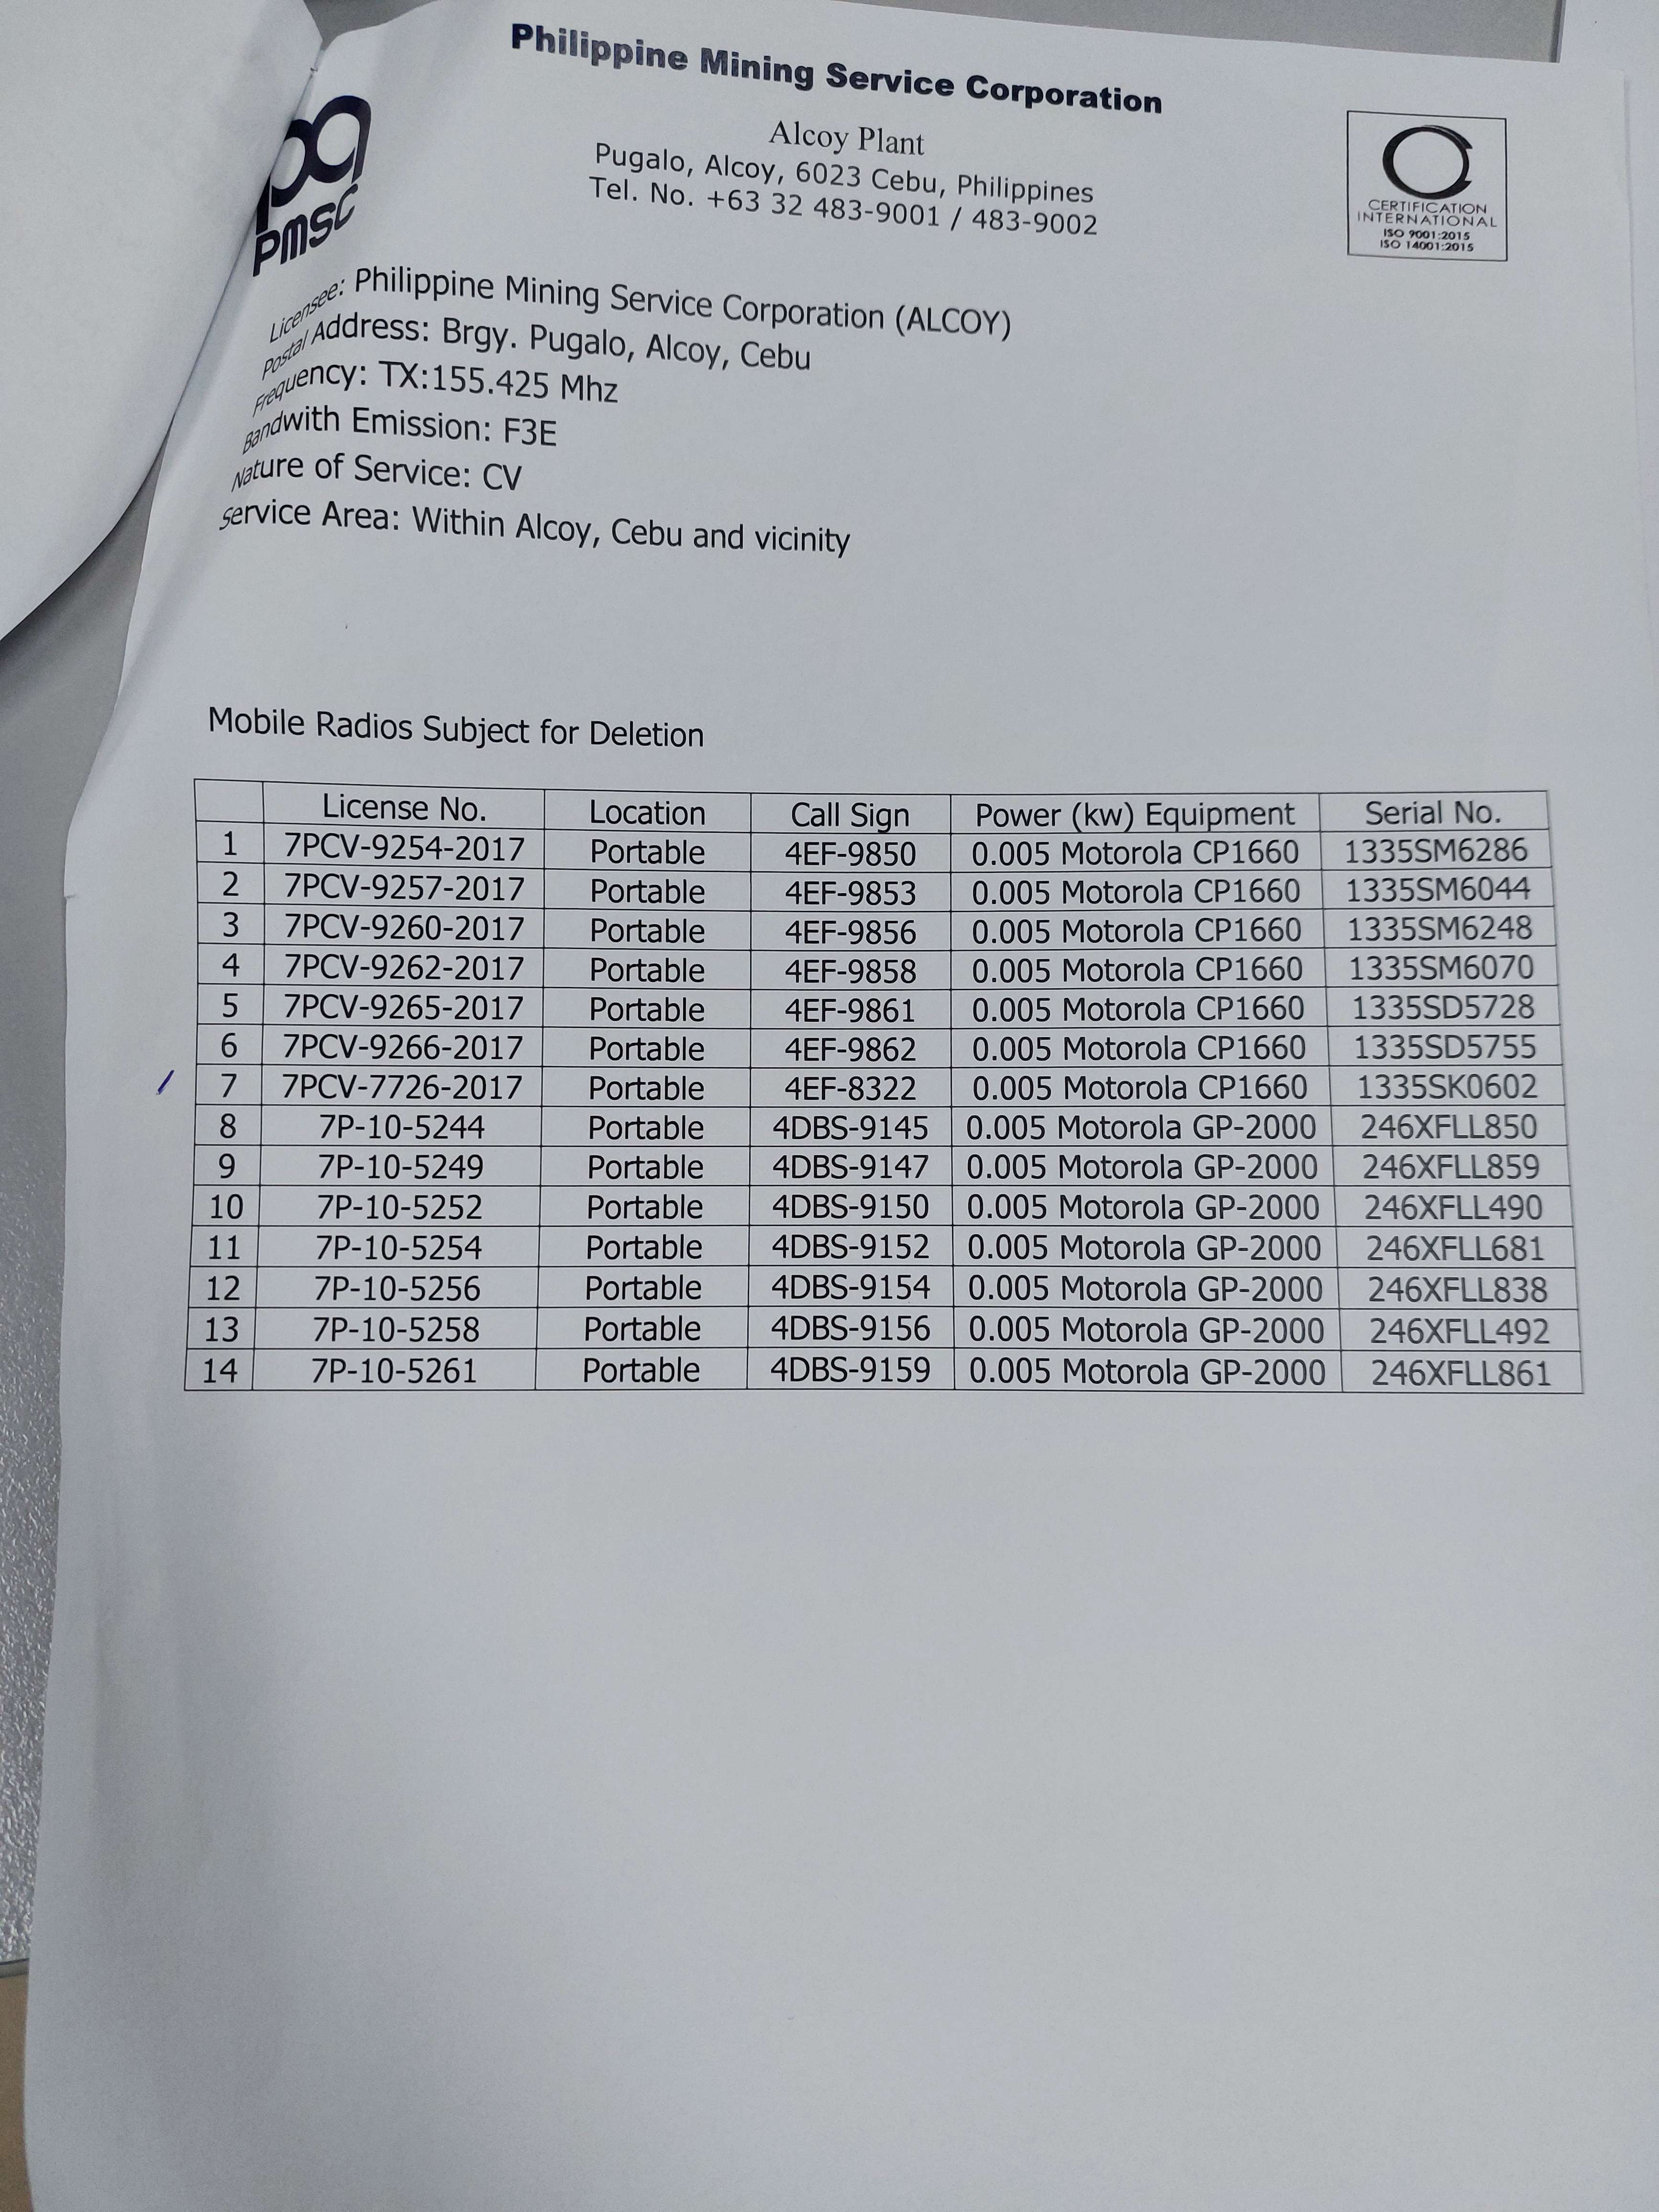 Philippine Mining Service Corporation
Alcoy Plant
Pugalo, Alcoy, 6023 Cebu, Philippines
Tel. No. +63 32 483-9001 / 483-9002
PMSC
CERTIFICATION
INTERNATIONAL
ISO 9001:2015
ISO 14001:2015
Licensee: Philippine Mining Service Corporation (ALCOY)
Postal Address: Brgy. Pugalo, Alcoy, Cebu
Frequency: TX:155.425 Mhz
Bandwith Emission: F3E
Nature of Service: CV
Service Area: Within Alcoy, Cebu and vicinity
Mobile Radios Subject for Deletion
License No. Location Call Sign Power (kw) Equipment Serial No.
1 7PCV-9254-2017 Portable 4EF-9850 0.005 Motorola CP1660 1335SM6286
2 7PCV-9257-2017 Portable 4EF-9853 0.005 Motorola CP1660 1335SM6044
3 7PCV-9260-2017 Portable 4EF-9856 0.005 Motorola CP1660 1335SM6248
4 7PCV-9262-2017 Portable 4EF-9858 0.005 Motorola CP1660 1335SM6070
5 7PCV-9265-2017 Portable 4EF-9861 0.005 Motorola CP1660 1335SD5728
6 7PCV-9266-2017 Portable 4EF-9862 0.005 Motorola CP1660 1335SD5755
7 7PCV-7726-2017 Portable 4EF-8322 0.005 Motorola CP1660 1335SK0602
8 7P-10-5244 Portable 4DBS-9145 0.005 Motorola GP-2000 246XFLL850
9 7P-10-5249 Portable 4DBS-9147 0.005 Motorola GP-2000 246XFLL859
10 7P-10-5252 Portable 4DBS-9150 0.005 Motorola GP-2000 246XFLL490
11 7P-10-5254 Portable 4DBS-9152 0.005 Motorola GP-2000 246XFLL681
12 7P-10-5256 Portable 4DBS-9154 0.005 Motorola GP-2000 246XFLL838
13 7P-10-5258 Portable 4DBS-9156 0.005 Motorola GP-2000 246XFLL492
14 7P-10-5261 Portable 4DBS-9159 0.005 Motorola GP-2000 246XFLL861